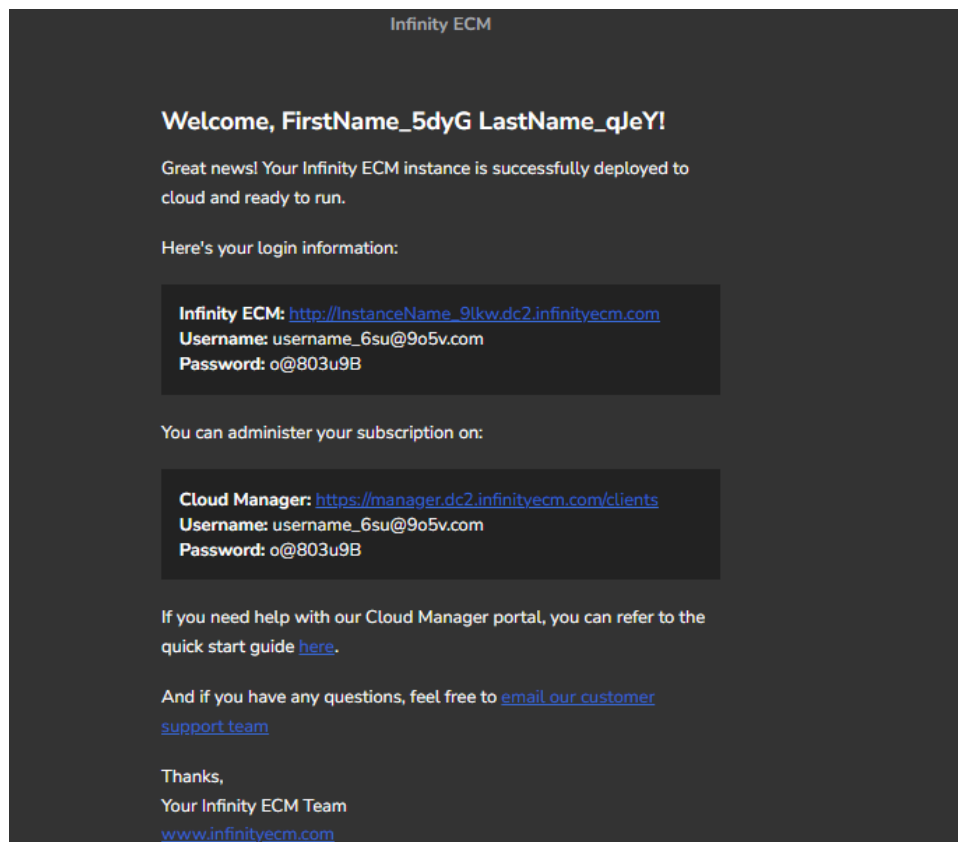 Infinity ECM
Welcome, FirstName_5dyG LastName_qJeY!
Great news! Your Infinity ECM instance is successfully deployed to
cloud and ready to run.
Here's your login information:
Infinity ECM: http://InstanceName_9lkw.dc2.infinityecm.com
Username: username_6su@9o5v.com
Password: o@803u9B
You can administer your subscription on:
Cloud Manager: https://manager.dc2.infinityecm.com/clients
Username: username_6su@9o5v.com
Password: o@803u9B
If you need help with our Cloud Manager portal, you can refer to the
quick start guide here.
And if you have any questions, feel free to email our customer
support team
Thanks,
Your Infinity ECM Team
www.infinityecm.com